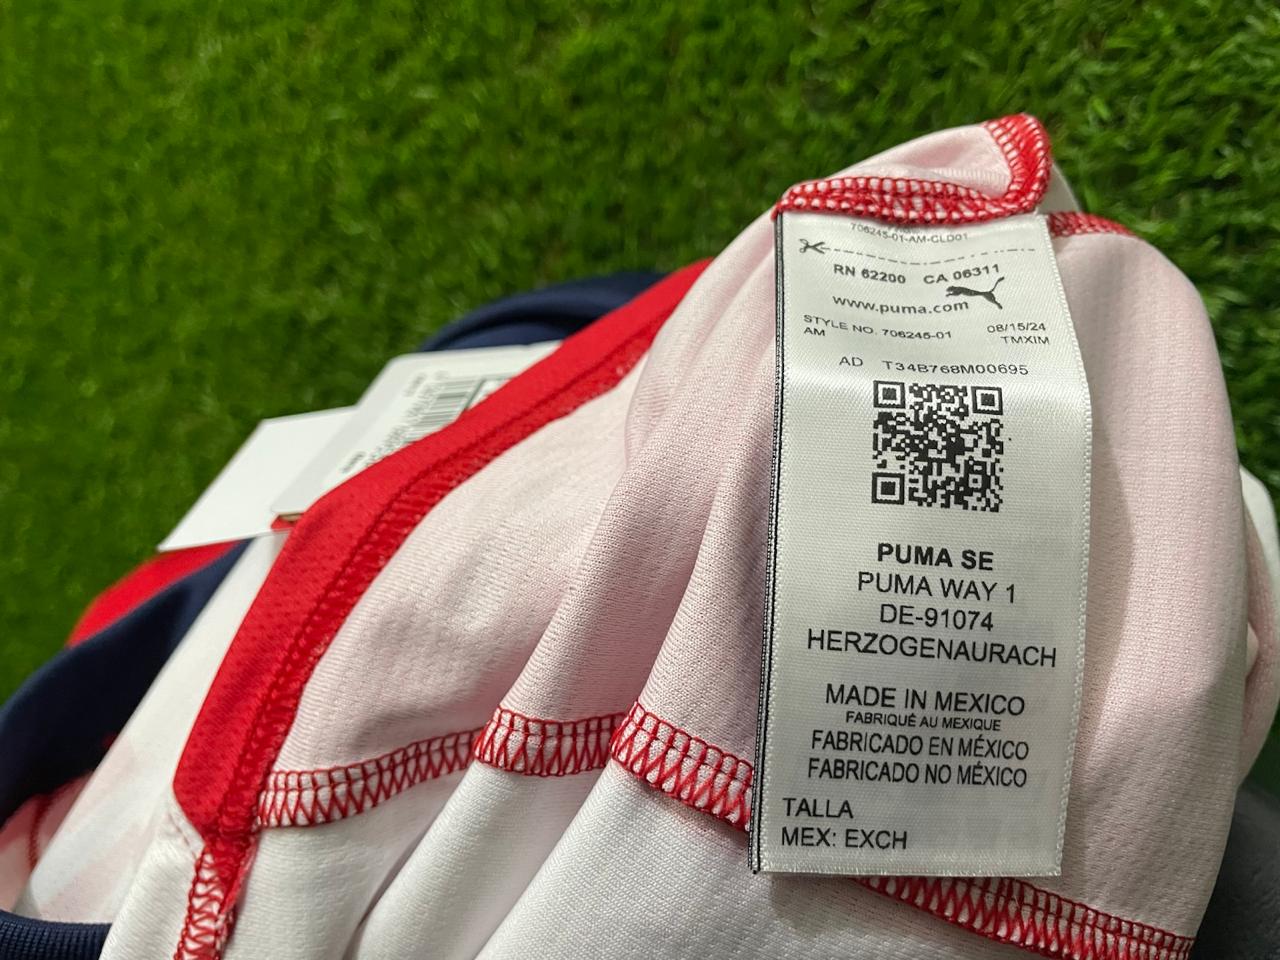 706245-01-AM-CLD01
RN 62200 CA 06311
www.puma.com
STYLE NO. 706245-01 08/15/24
AM TMXIM
AD T34B768M00695
PUMA SE
PUMA WAY 1
DE-91074
HERZOGENAURACH
MADE IN MEXICO
FABRIQUÉ AU MEXIQUE
FABRICADO EN MÉXICO
FABRICADO NO MÉXICO
TALLA
MEX: EXCH